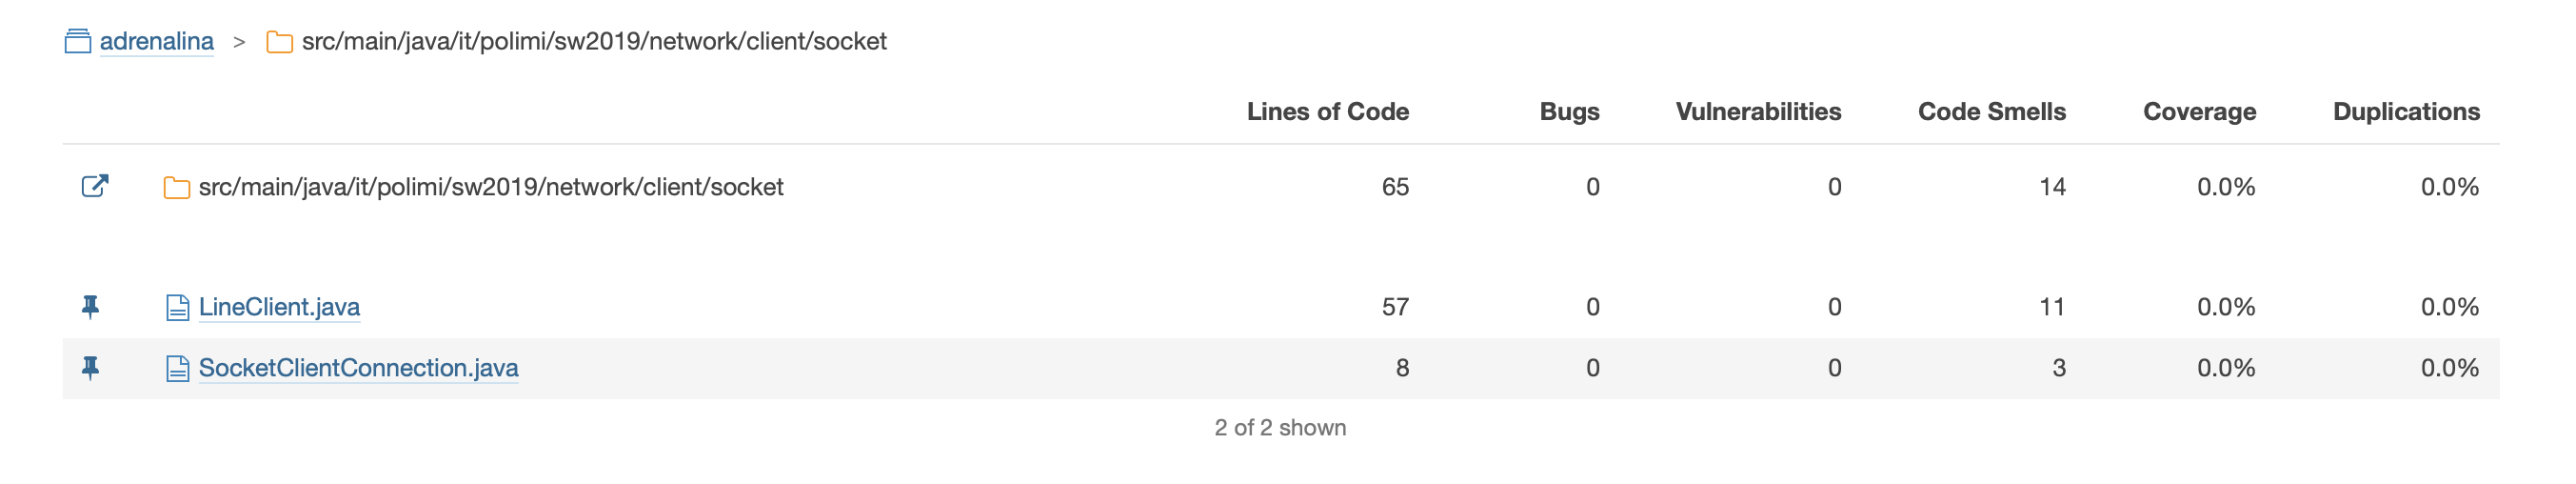 adrenalina > src/main/java/it/polimi/sw2019/network/client/socket
Lines of Code Bugs Vulnerabilities Code Smells Coverage Duplications
src/main/java/it/polimi/sw2019/network/client/socket 65 0 0 14 0.0% 0.0%
LineClient.java 57 0 0 11 0.0% 0.0%
SocketClientConnection.java 8 0 0 3 0.0% 0.0%
2 of 2 shown